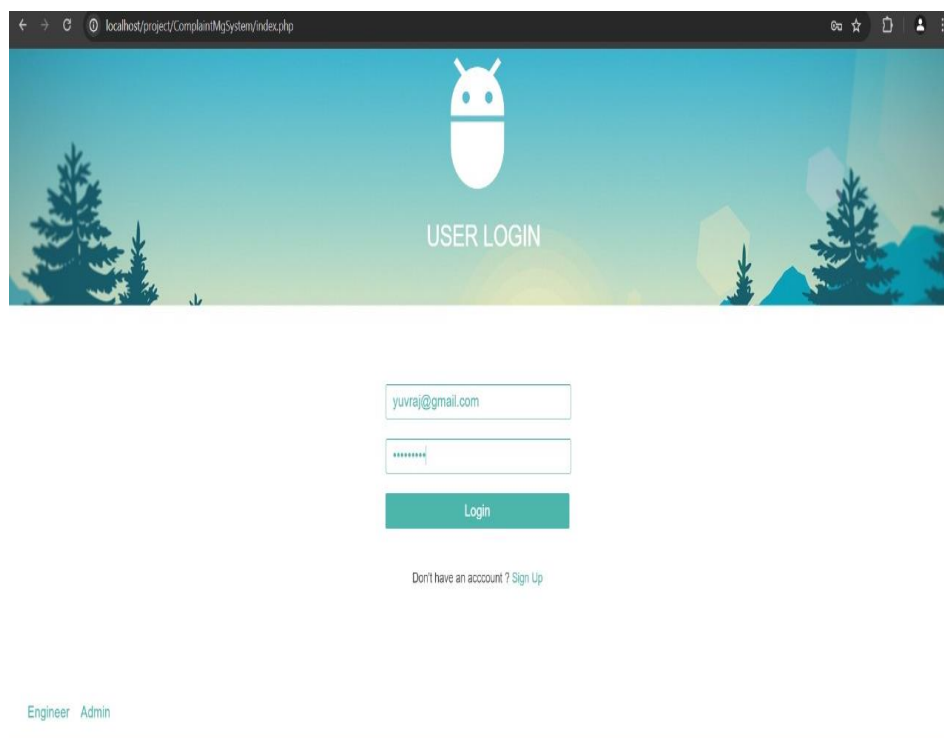 localhost/project/ComplaintMgSystem/index.php
USER LOGIN
yuvraj@gmail.com
•••••••••
Login
Don't have an acccount ? Sign Up
Engineer Admin